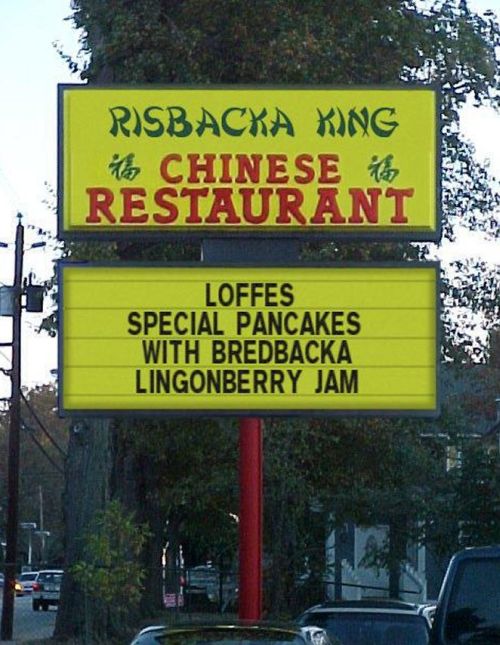 RISBACKA KING
福 CHINESE 福
RESTAURANT
LOFFES
SPECIAL PANCAKES
WITH BREDBACKA
LINGONBERRY JAM